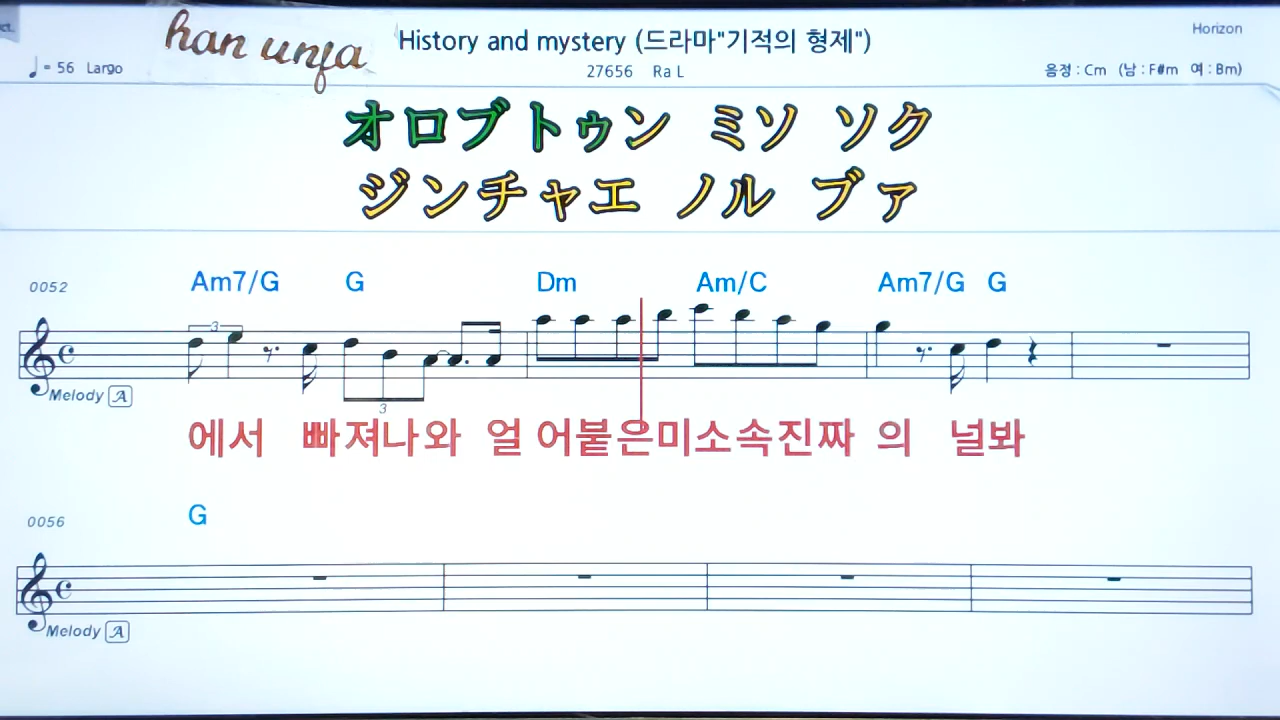 ct.
han unja
History and mystery (드라마"기적의 형제")
Horizon
♩= 56 Largo
27656 Ra L
음정 : Cm (남 : F#m 여 : Bm)
オロブトゥン ミソ ソク
ジンチャエ ノル ブァ
0052 Am7/G G Dm Am/C Am7/G G
3
3
Melody A
에서 빠져나와 얼어붙은미소속진짜 의 널봐
0056 G
Melody A